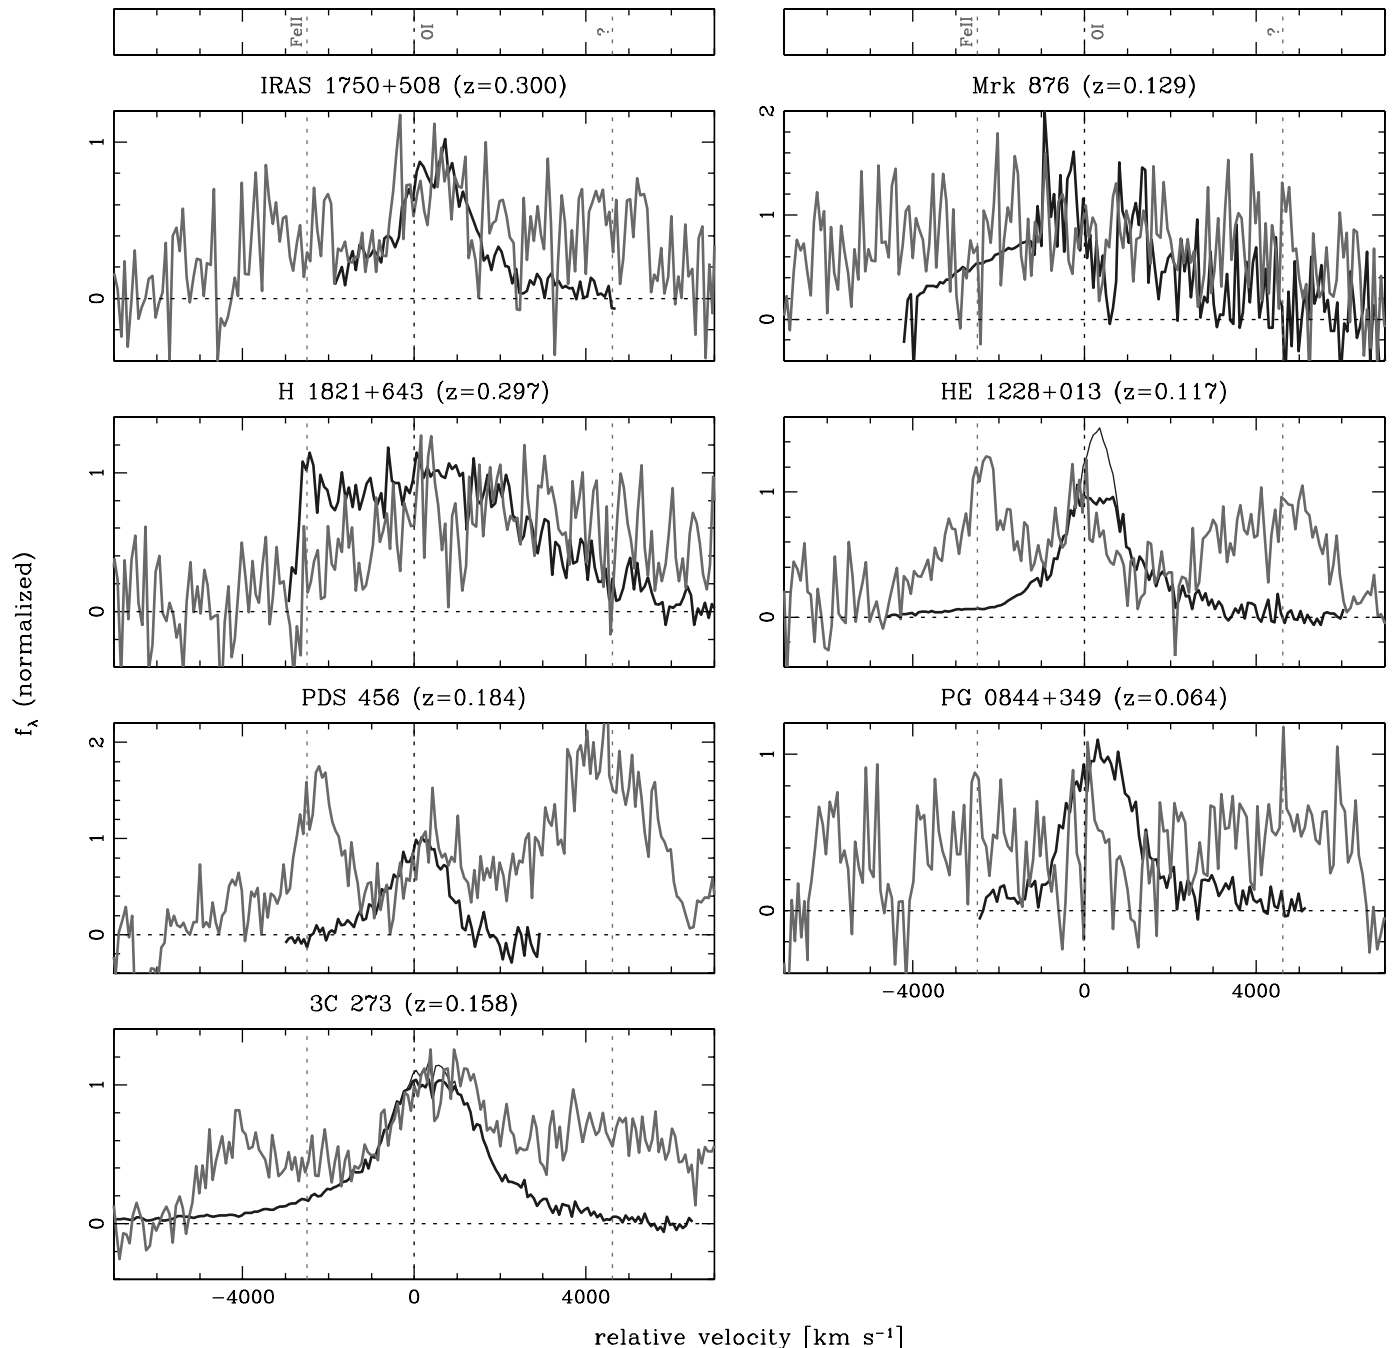 FeII OI ?
FeII OI ?
IRAS 1750+508 (z=0.300)
Mrk 876 (z=0.129)
1
0
2
1
0
H 1821+643 (z=0.297)
HE 1228+013 (z=0.117)
1
0
1
0
fλ (normalized)
PDS 456 (z=0.184)
PG 0844+349 (z=0.064)
2
1
0
1
0
−4000 0 4000
3C 273 (z=0.158)
1
0
−4000 0 4000
relative velocity [km s⁻¹]